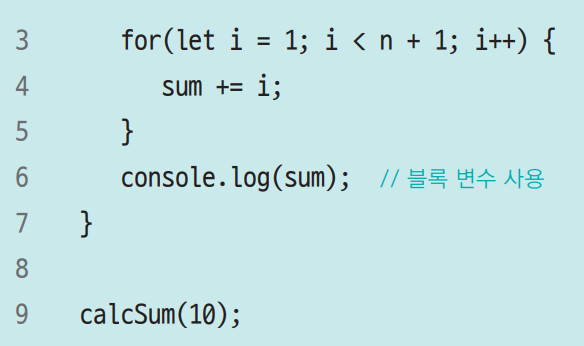 3 for(let i = 1; i < n + 1; i++) {
4 sum += i;
5 }
6 console.log(sum); // 블록 변수 사용
7 }
8
9 calcSum(10);